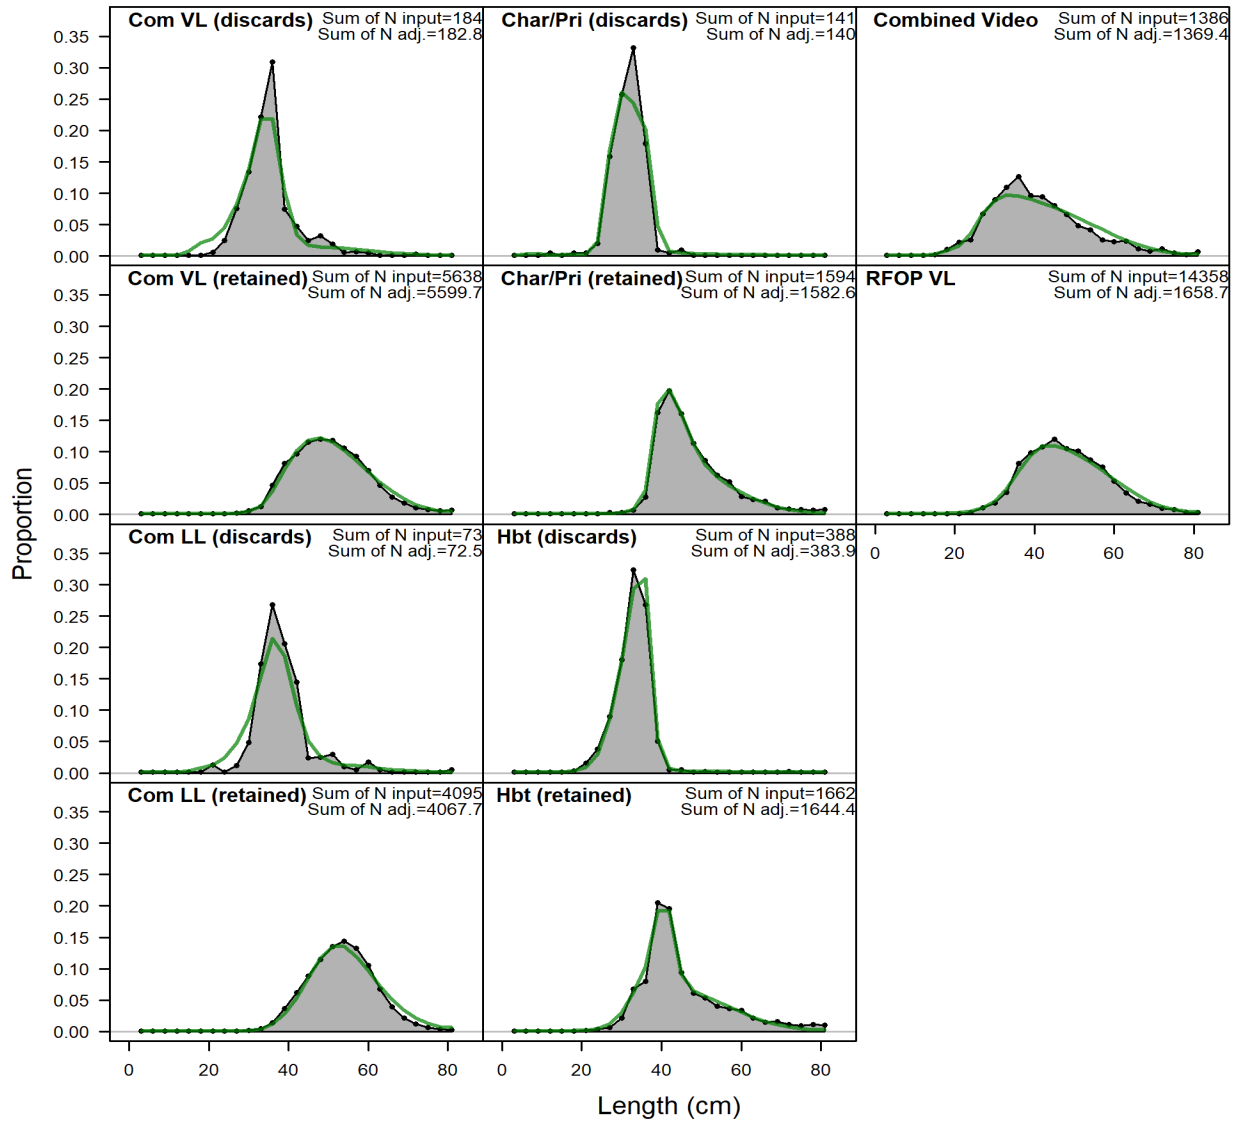 Com VL (discards)
Sum of N input=184
Sum of N adj.=182.8
Char/Pri (discards)
Sum of N input=141
Sum of N adj.=140
Combined Video
Sum of N input=1386
Sum of N adj.=1369.4
0.35
0.30
0.25
0.20
0.15
0.10
0.05
0.00
Com VL (retained)
Sum of N input=5638
Sum of N adj.=5599.7
Char/Pri (retained)
Sum of N input=1594
Sum of N adj.=1582.6
RFOP VL
Sum of N input=14358
Sum of N adj.=1658.7
0.35
0.30
0.25
0.20
0.15
0.10
0.05
0.00
0 20 40 60 80
Proportion
Com LL (discards)
Sum of N input=73
Sum of N adj.=72.5
Hbt (discards)
Sum of N input=388
Sum of N adj.=383.9
0.35
0.30
0.25
0.20
0.15
0.10
0.05
0.00
Com LL (retained)
Sum of N input=4095
Sum of N adj.=4067.7
Hbt (retained)
Sum of N input=1662
Sum of N adj.=1644.4
0.35
0.30
0.25
0.20
0.15
0.10
0.05
0.00
0 20 40 60 80
0 20 40 60 80
Length (cm)